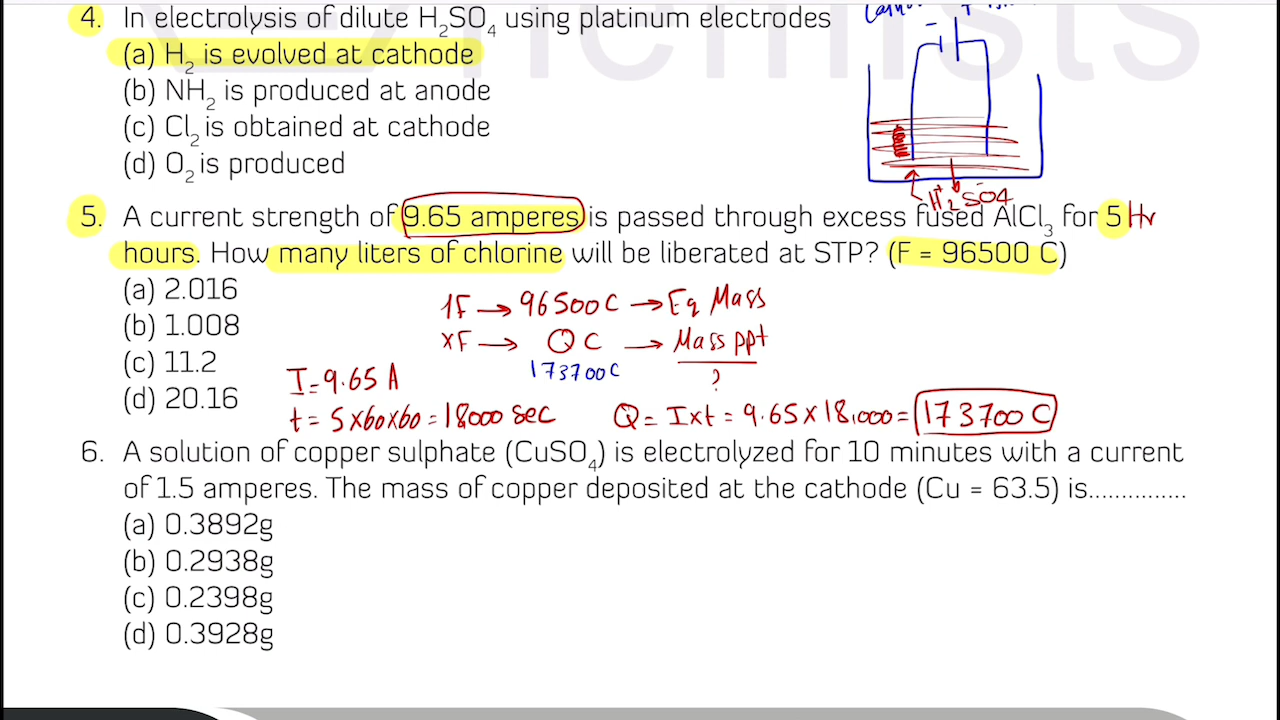 4. In electrolysis of dilute H₂SO₄ using platinum electrodes
(a) H₂ is evolved at cathode
(b) NH₂ is produced at anode
(c) Cl₂ is obtained at cathode
(d) O₂ is produced
H⁺₂ SO⁻4
5. A current strength of 9.65 amperes is passed through excess fused AlCl₃ for 5 Hr
hours. How many liters of chlorine will be liberated at STP? (F = 96500 C)
(a) 2.016
(b) 1.008
(c) 11.2
(d) 20.16
1F → 96500C → Eq Mass
xF → Q C → Mass ppt
173700C ?
I = 9.65 A
t = 5x60x60 = 18000 sec Q = Ixt = 9.65 x 18,000 = 173700 C
6. A solution of copper sulphate (CuSO₄) is electrolyzed for 10 minutes with a current
of 1.5 amperes. The mass of copper deposited at the cathode (Cu = 63.5) is...............
(a) 0.3892g
(b) 0.2938g
(c) 0.2398g
(d) 0.3928g